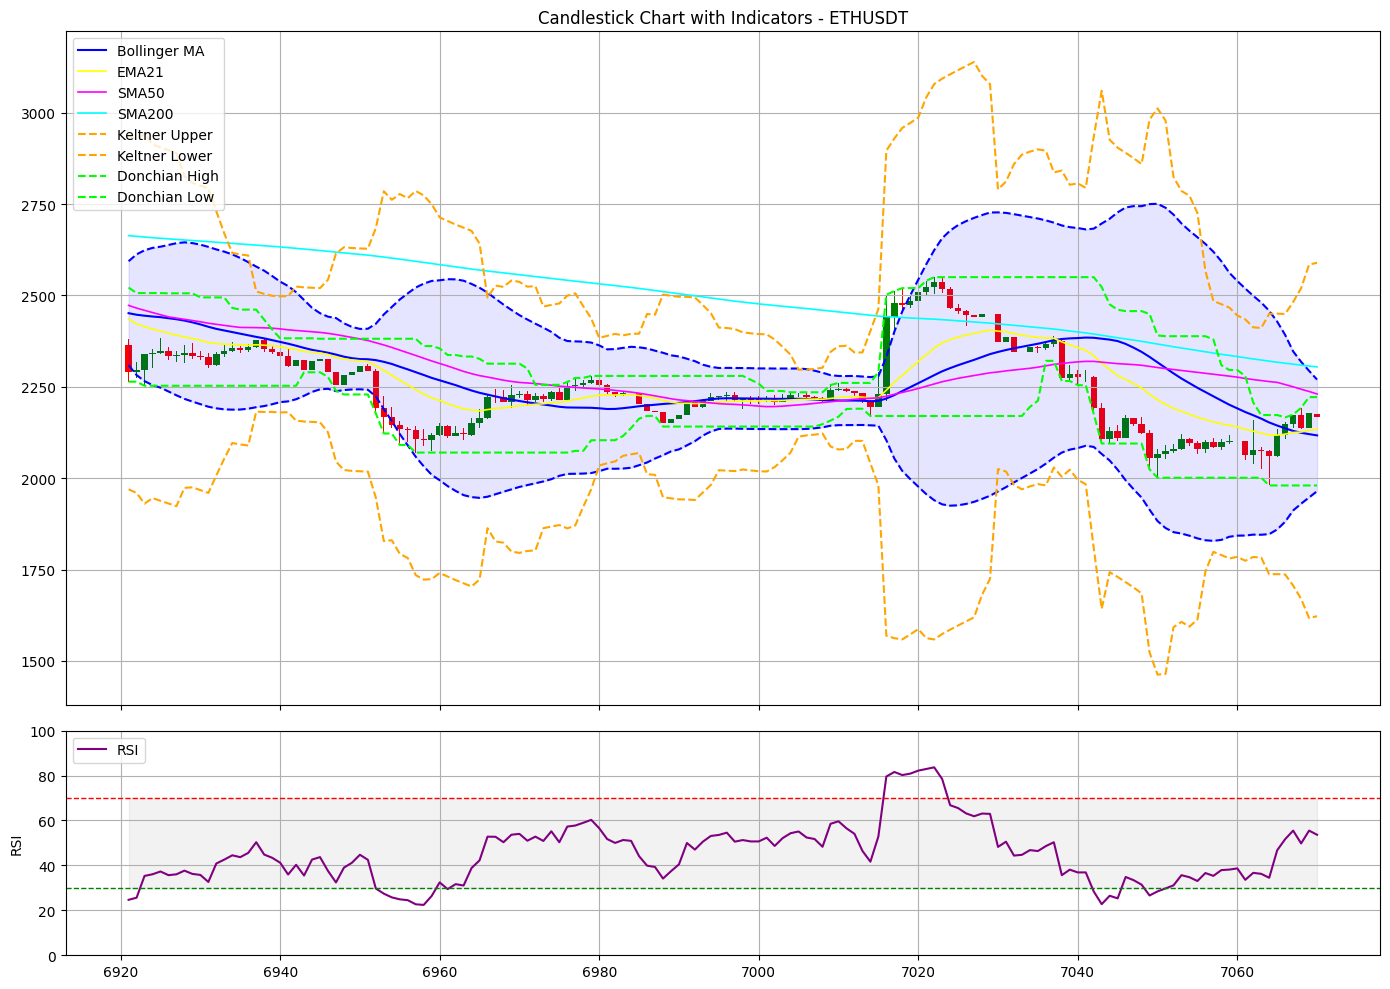 Candlestick Chart with Indicators - ETHUSDT
Bollinger MA
EMA21
SMA50
SMA200
Keltner Upper
Keltner Lower
Donchian High
Donchian Low
3000
2750
2500
2250
2000
1750
1500
RSI
100
80
60
40
20
0
RSI
6920 6940 6960 6980 7000 7020 7040 7060